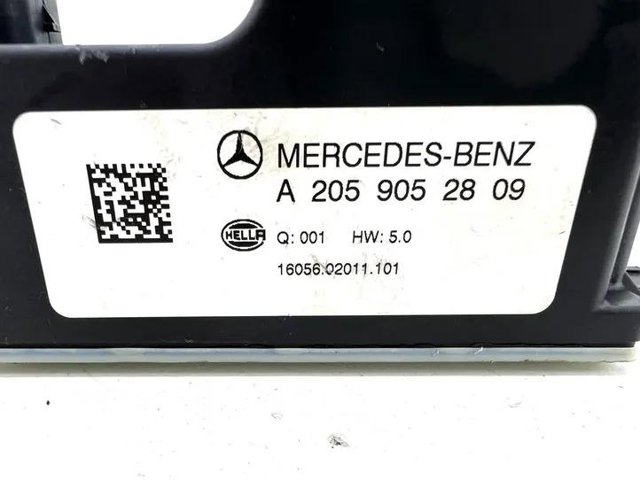 MERCEDES-BENZ
A 205 905 28 09
HELLA Q: 001 HW: 5.0
16056.02011.101